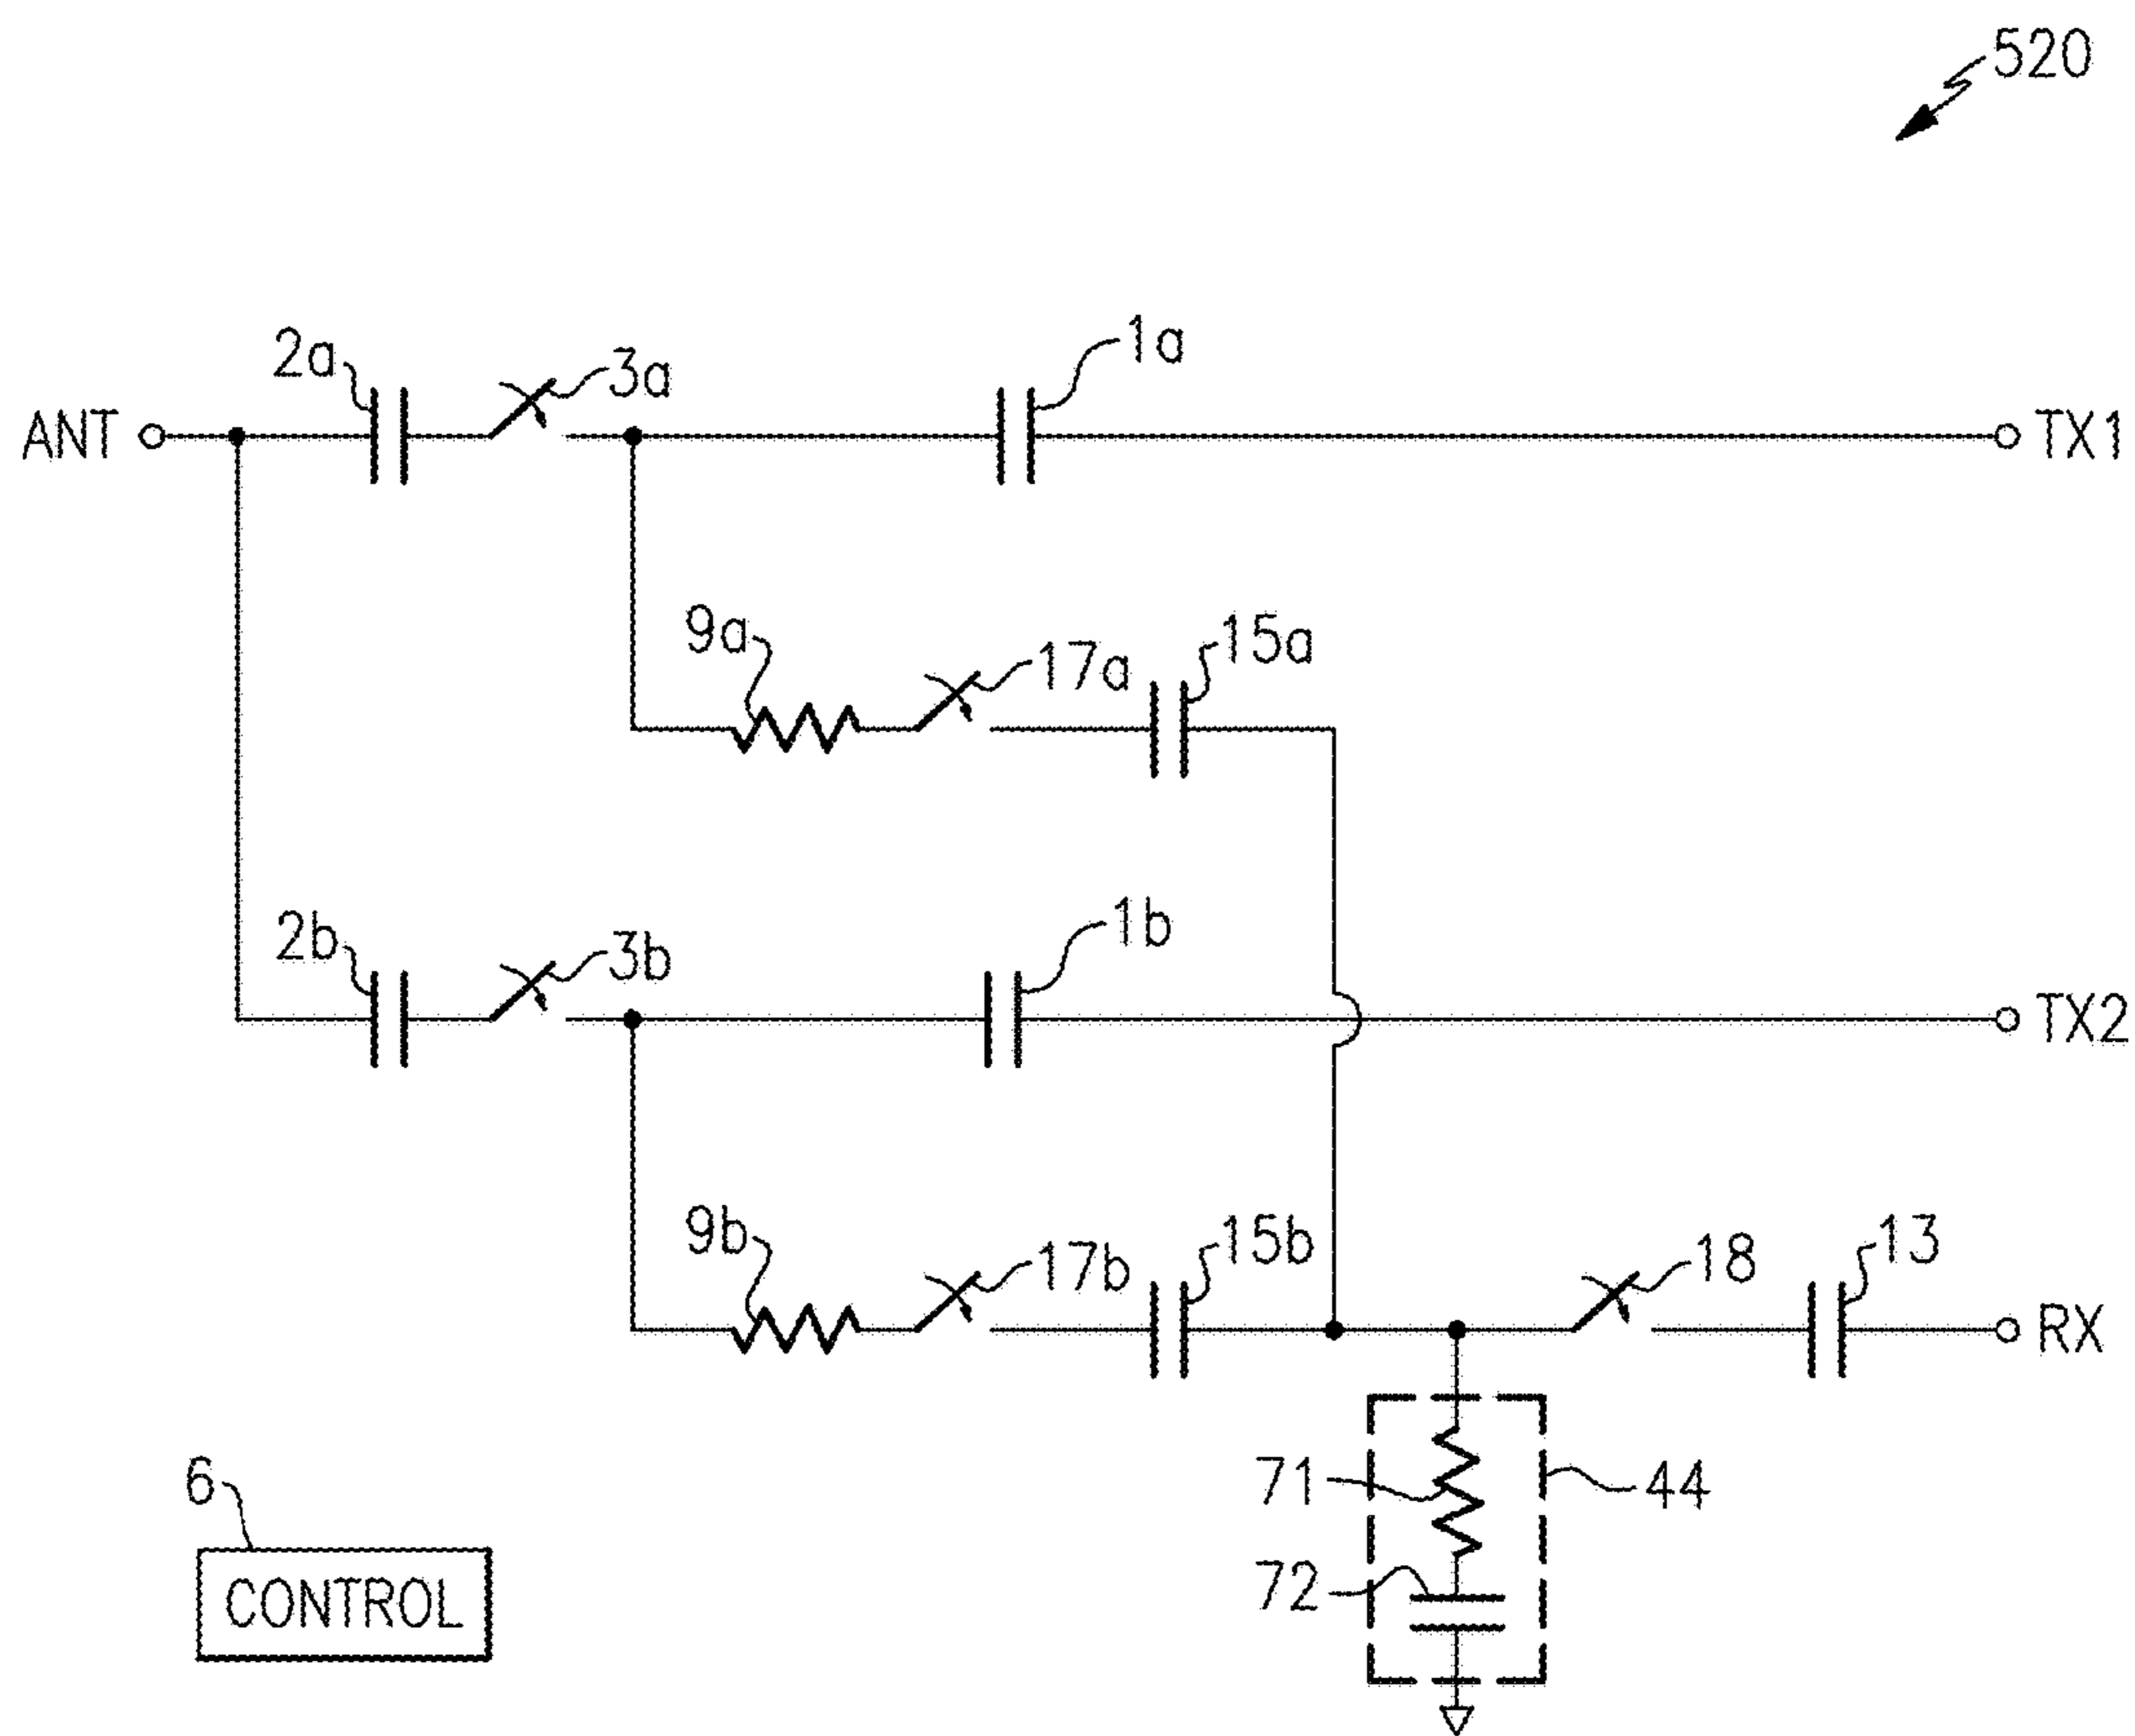 520
2a
3a
1a
ANT
TX1
9a
17a
15a
2b
3b
1b
TX2
9b
17b
15b
18
13
RX
71
44
72
6
CONTROL